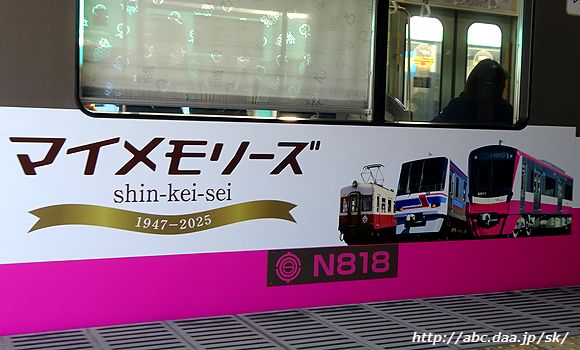 マイメモリーズ
shin-kei-sei
1947-2025
N818
http://abc.daa.jp/sk/